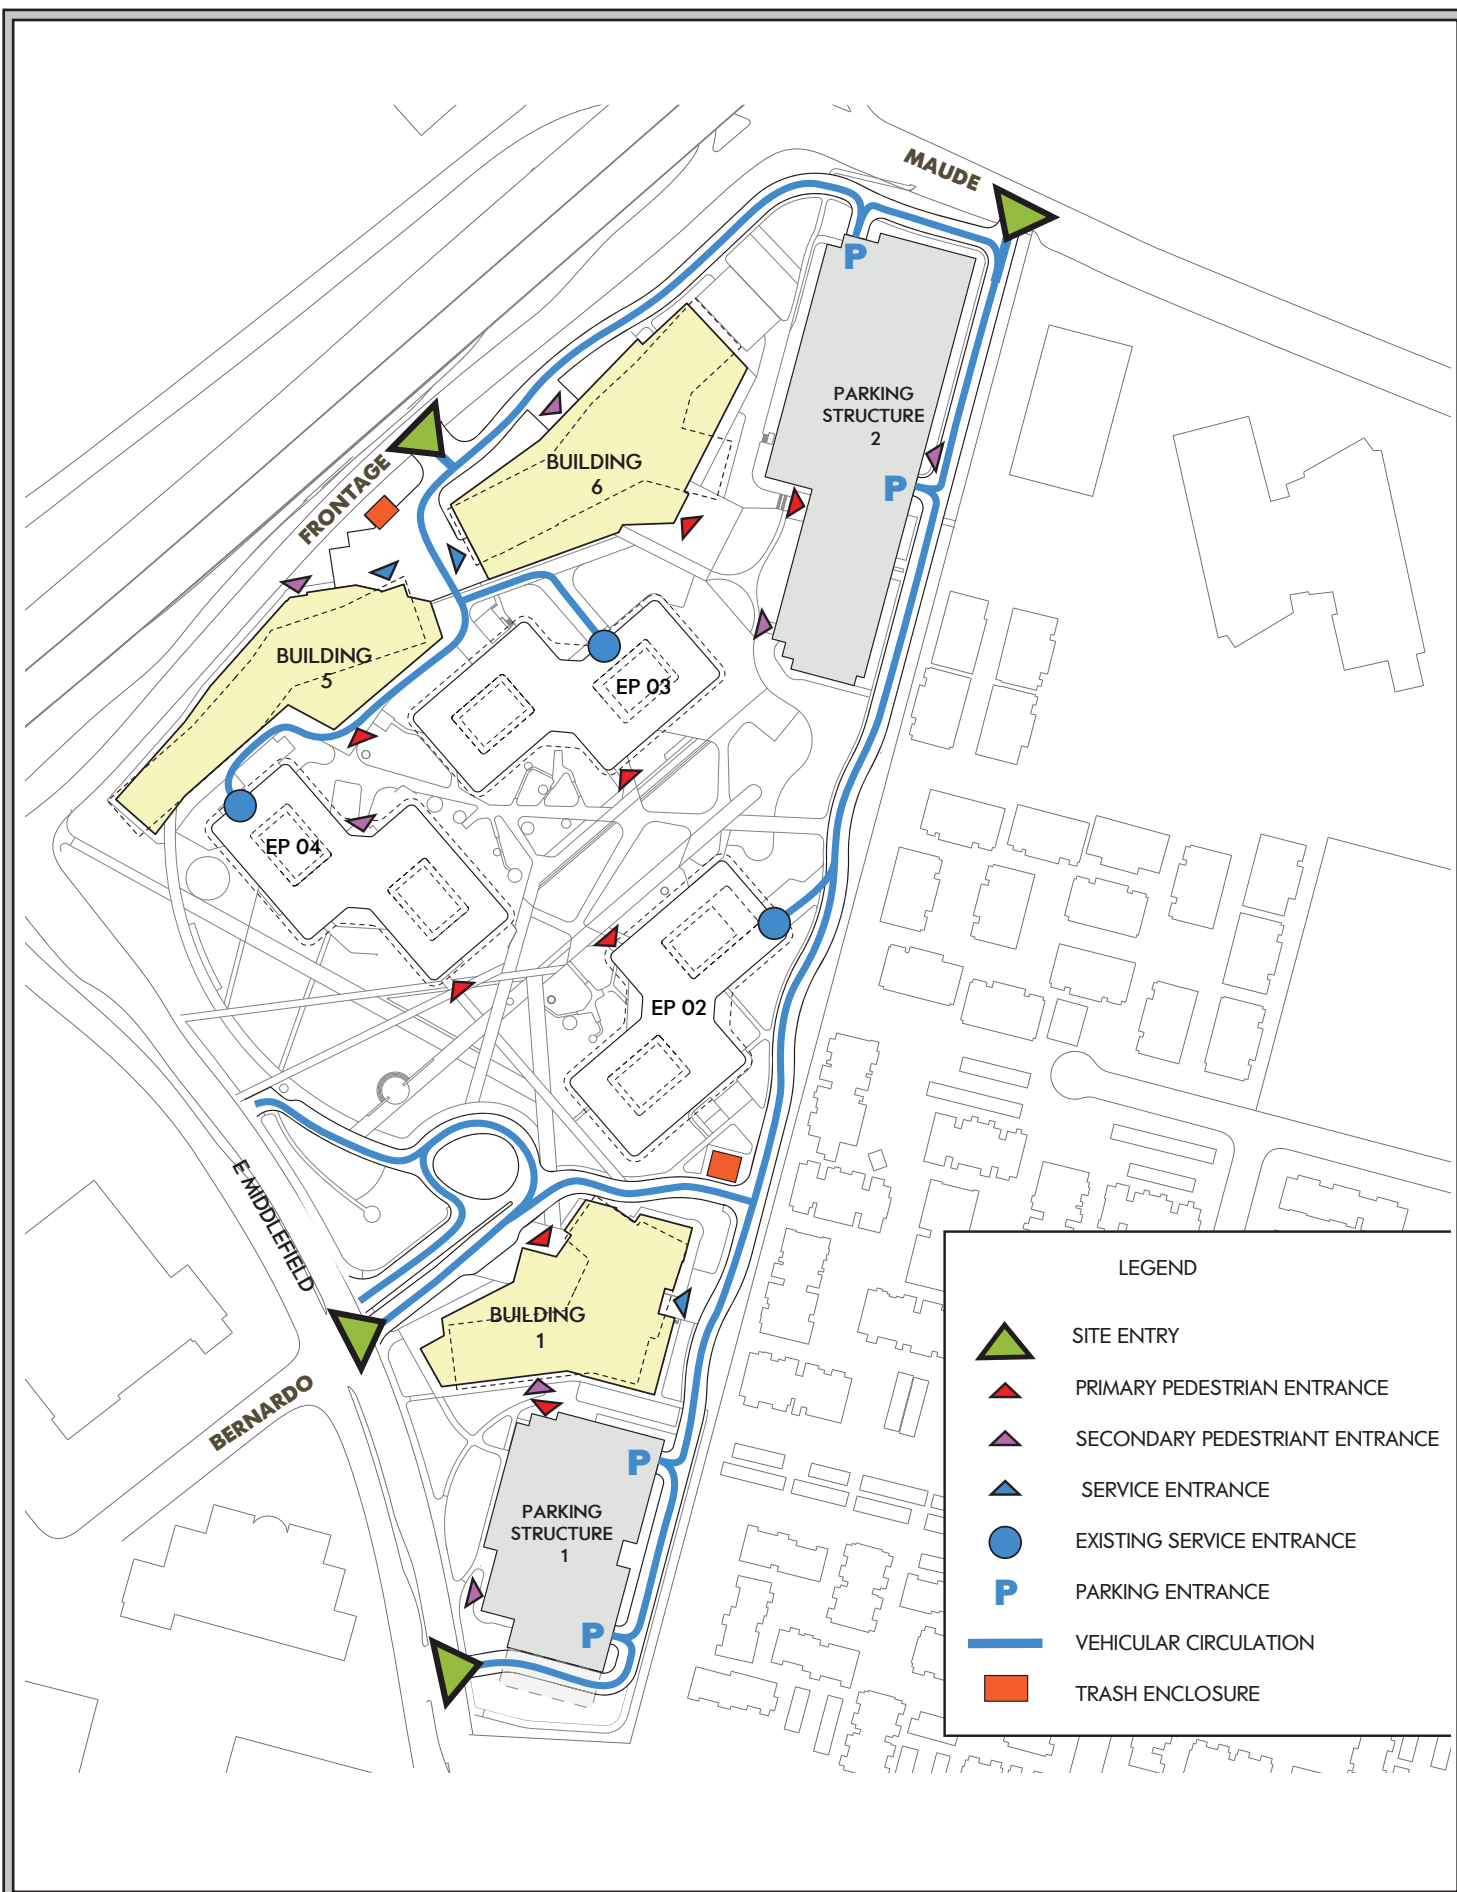 MAUDE
P
PARKING
STRUCTURE
2
P
FRONTAGE
BUILDING
6
BUILDING
5
EP 03
EP 04
EP 02
E MIDDLEFIELD
BUILDING
1
BERNARDO
P
PARKING
STRUCTURE
1
P
LEGEND
SITE ENTRY
PRIMARY PEDESTRIAN ENTRANCE
SECONDARY PEDESTRIANT ENTRANCE
SERVICE ENTRANCE
EXISTING SERVICE ENTRANCE
P PARKING ENTRANCE
VEHICULAR CIRCULATION
TRASH ENCLOSURE